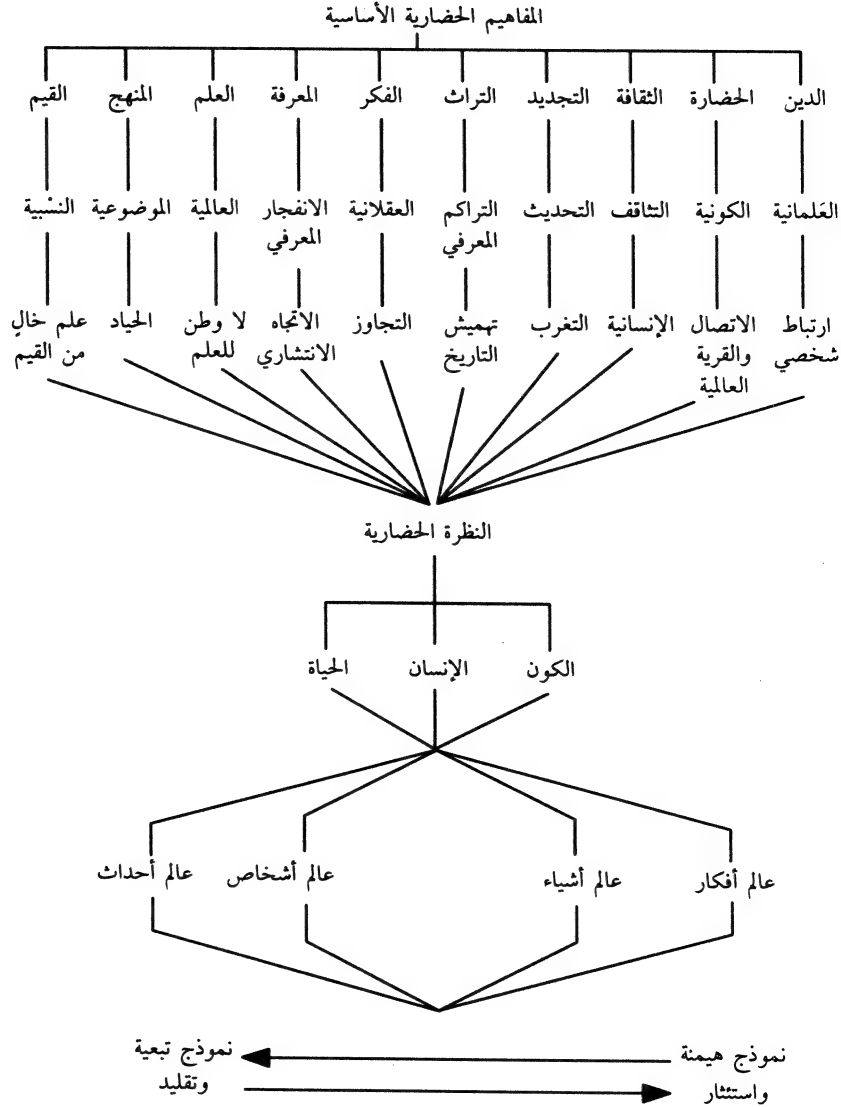 المفاهيم الحضارية الأساسية
الدين
الحضارة
الثقافة
التجديد
التراث
الفكر
المعرفة
العلم
المنهج
القيم
العَلمانية
الكونية
التثاقف
التحديث
التراكم
المعرفي
العقلانية
الانفجار
المعرفي
العالمية
الموضوعية
النسْبية
ارتباط
شخصي
الاتصال
والقرية
العالمية
الإنسانية
التغرب
تهميش
التاريخ
التجاوز
الاتجاه
الانتشاري
لا وطن
للعلم
الحياد
علم خالٍ
من القيم
النظرة الحضارية
الكون
الإنسان
الحياة
عالم أفكار
عالم أشياء
عالم أشخاص
عالم أحداث
نموذج هيمنة
واستئثار
نموذج تبعية
وتقليد